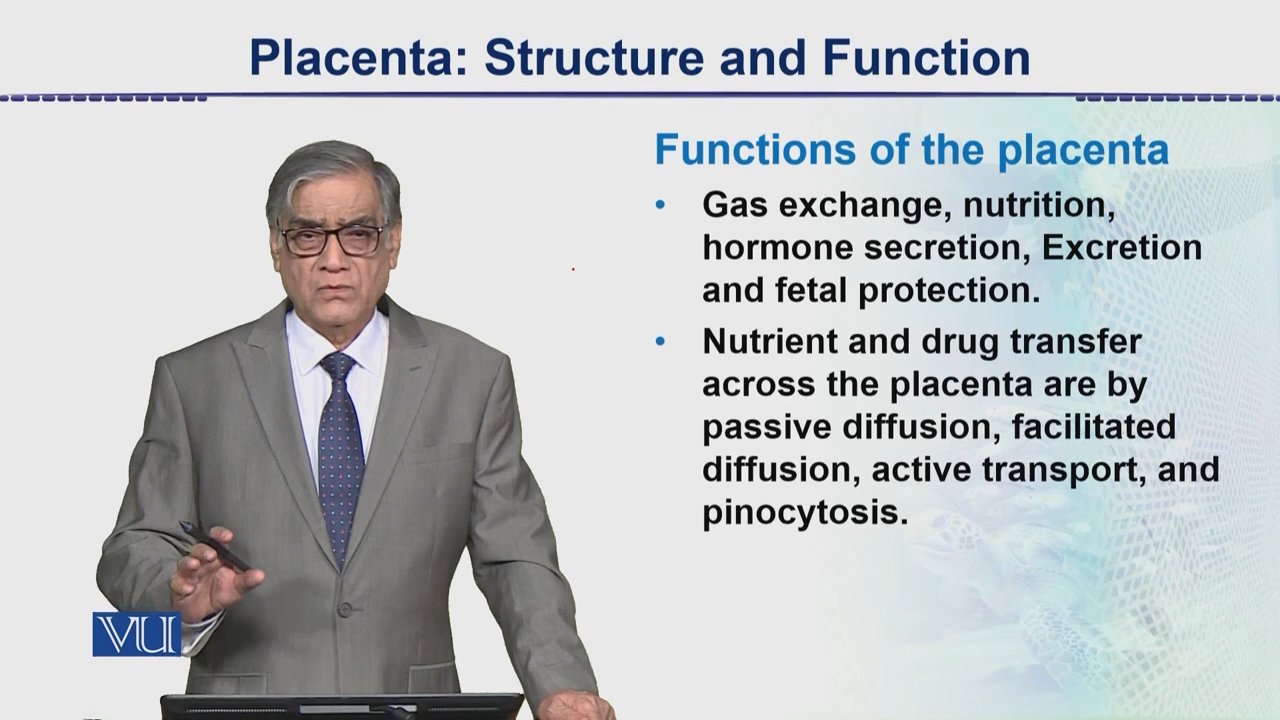 Placenta: Structure and Function
Functions of the placenta
• Gas exchange, nutrition,
hormone secretion, Excretion
and fetal protection.
• Nutrient and drug transfer
across the placenta are by
passive diffusion, facilitated
diffusion, active transport, and
pinocytosis.
VU